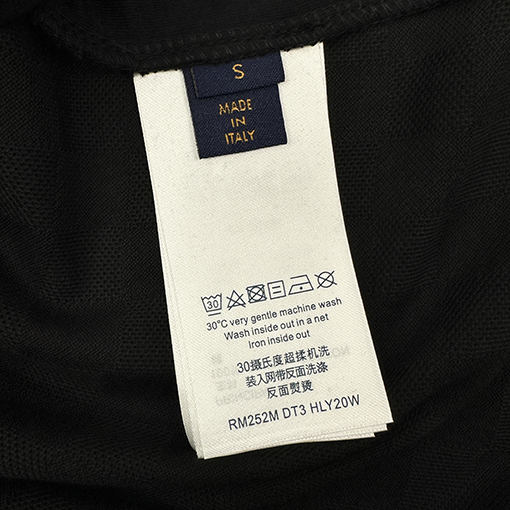 S
MADE
IN
ITALY
30
30°C very gentle machine wash
Wash inside out in a net
Iron inside out
30摄氏度超柔机洗
装入网带反面洗涤
反面熨烫
RM252M DT3 HLY20W